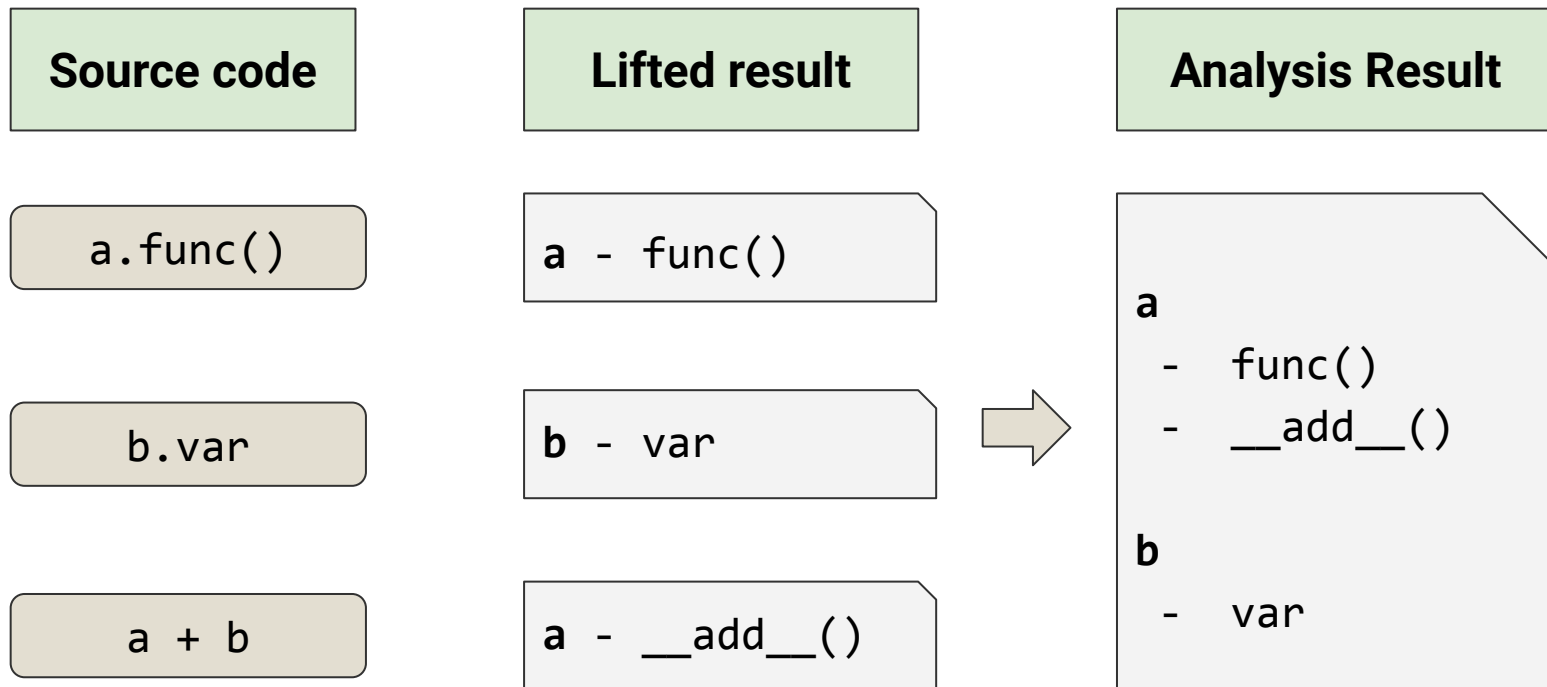 Source code
Lifted result
Analysis Result
a.func()
a - func()
b.var
b - var
a + b
a - __add__()
a
- func()
- __add__()
b
- var